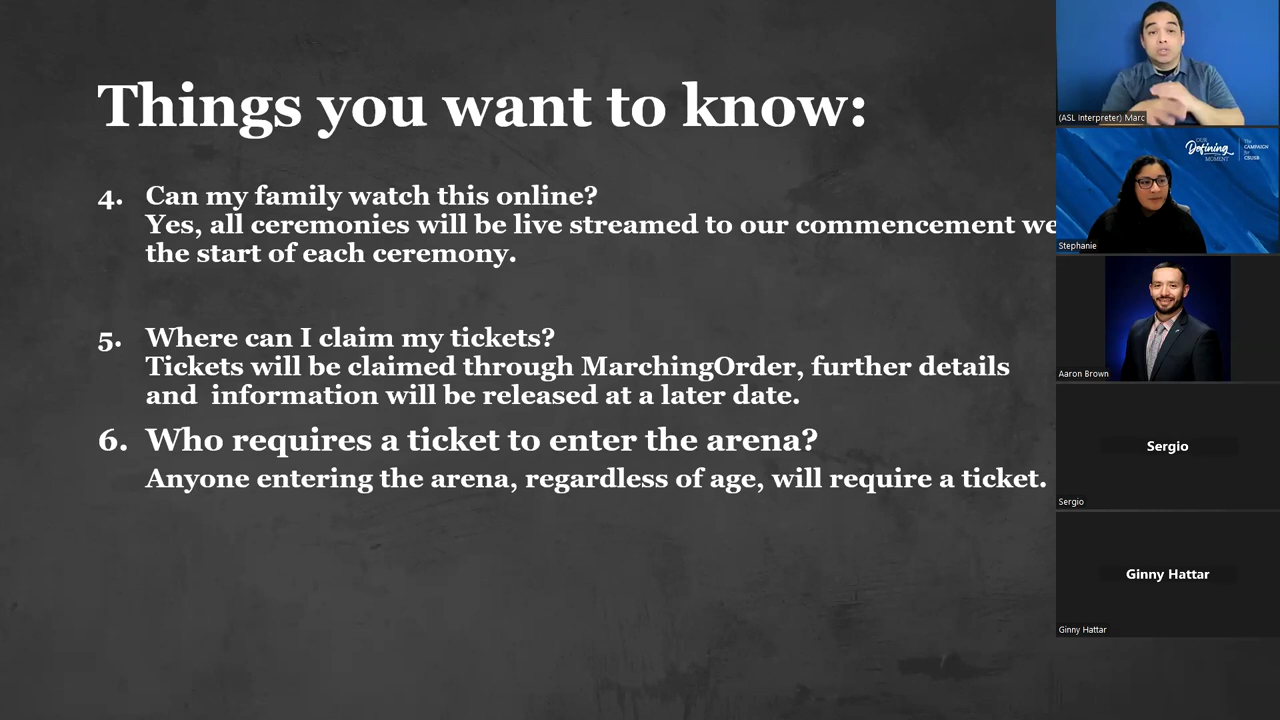 Things you want to know:
4. Can my family watch this online?
Yes, all ceremonies will be live streamed to our commencement we
the start of each ceremony.
5. Where can I claim my tickets?
Tickets will be claimed through MarchingOrder, further details
and information will be released at a later date.
6. Who requires a ticket to enter the arena?
Anyone entering the arena, regardless of age, will require a ticket.
(ASL Interpreter) Marc
OUR
Defining
MOMENT
The
CAMPAIGN
for
CSUSB
Stephanie
Aaron Brown
Sergio
Sergio
Ginny Hattar
Ginny Hattar